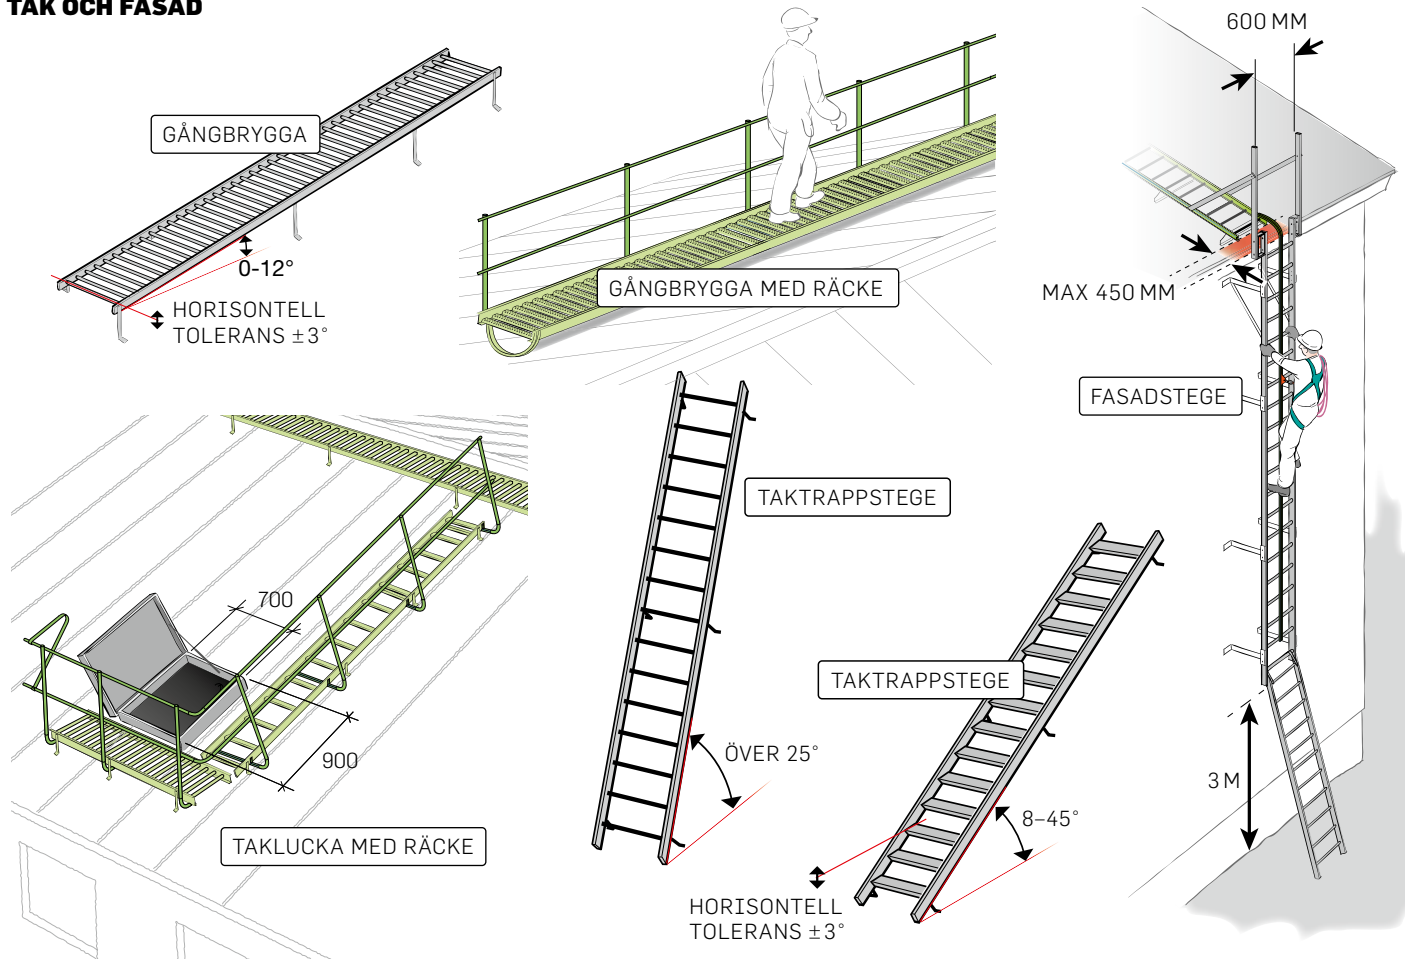 TAK OCH FASAD
GÅNGBRYGGA
0-12°
HORISONTELL
TOLERANS ±3°
GÅNGBRYGGA MED RÄCKE
600 MM
MAX 450 MM
FASADSTEGE
3 M
700
900
TAKLUCKA MED RÄCKE
TAKTRAPPSTEGE
ÖVER 25°
TAKTRAPPSTEGE
8–45°
HORISONTELL
TOLERANS ±3°